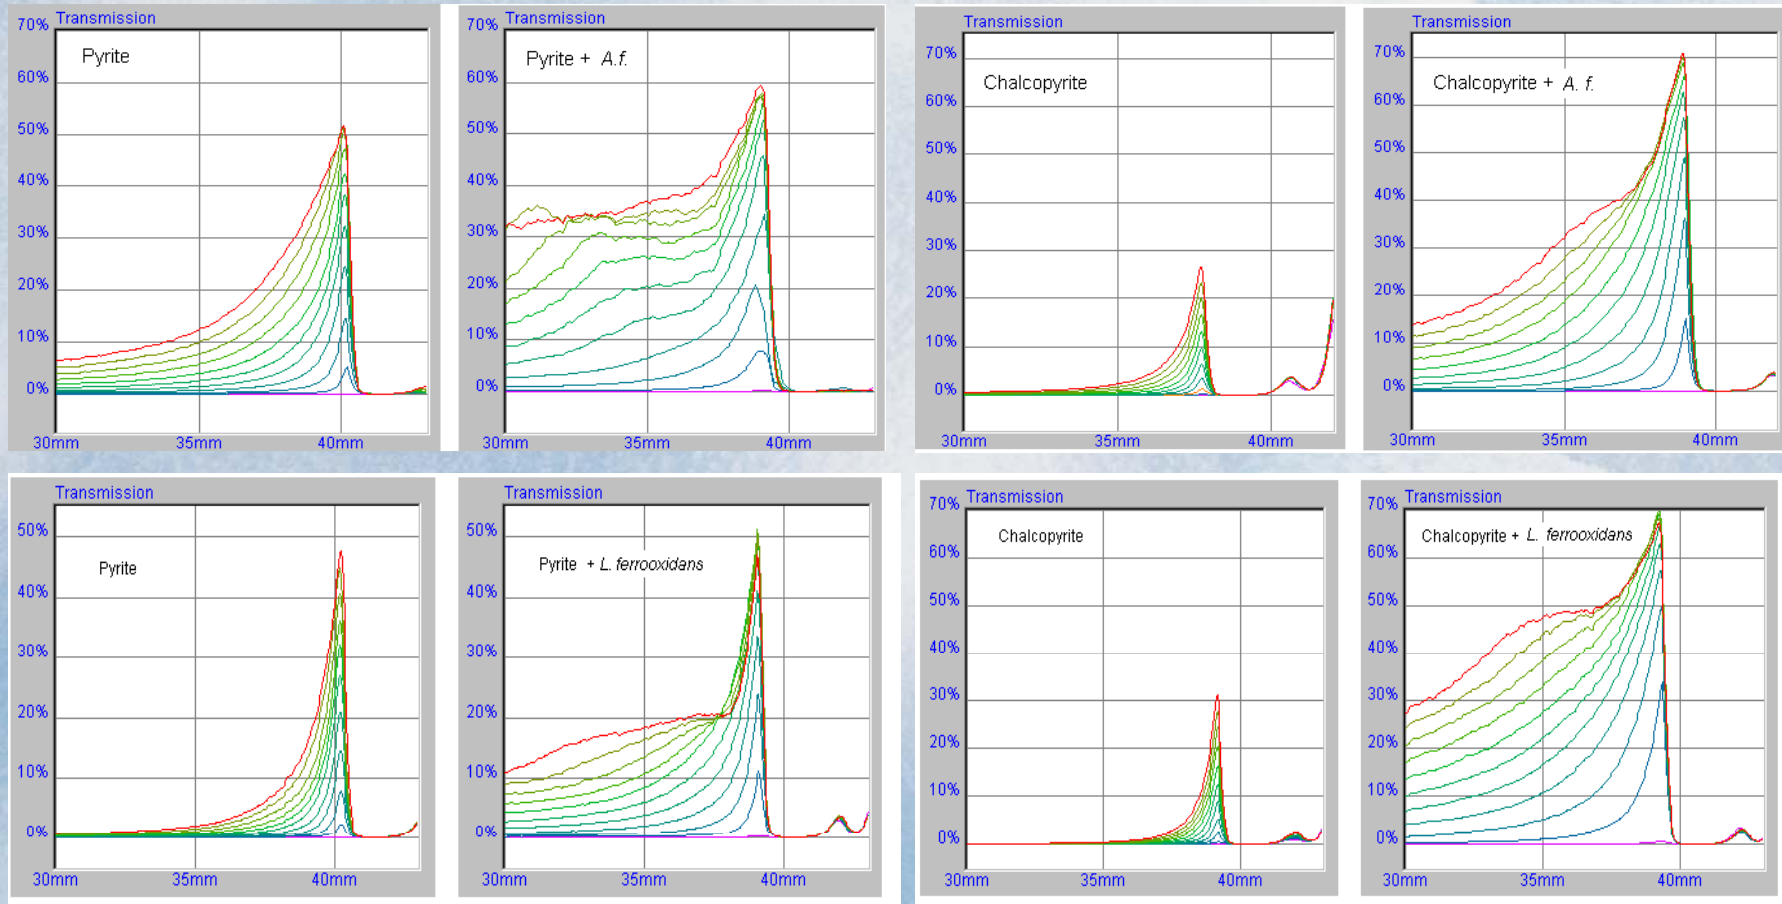 Transmission
70%
60%
50%
40%
30%
20%
10%
0%
Pyrite
30mm 35mm 40mm
Transmission
70%
60%
50%
40%
30%
20%
10%
0%
Pyrite + A.f.
30mm 35mm 40mm
Transmission
70%
60%
50%
40%
30%
20%
10%
0%
Chalcopyrite
30mm 35mm 40mm
Transmission
70%
60%
50%
40%
30%
20%
10%
0%
Chalcopyrite + A. f.
30mm 35mm 40mm
Transmission
50%
40%
30%
20%
10%
0%
Pyrite
30mm 35mm 40mm
Transmission
50%
40%
30%
20%
10%
0%
Pyrite + L. ferrooxidans
30mm 35mm 40mm
Transmission
70%
60%
50%
40%
30%
20%
10%
0%
Chalcopyrite
30mm 35mm 40mm
Transmission
70%
60%
50%
40%
30%
20%
10%
0%
Chalcopyrite + L. ferrooxidans
30mm 35mm 40mm